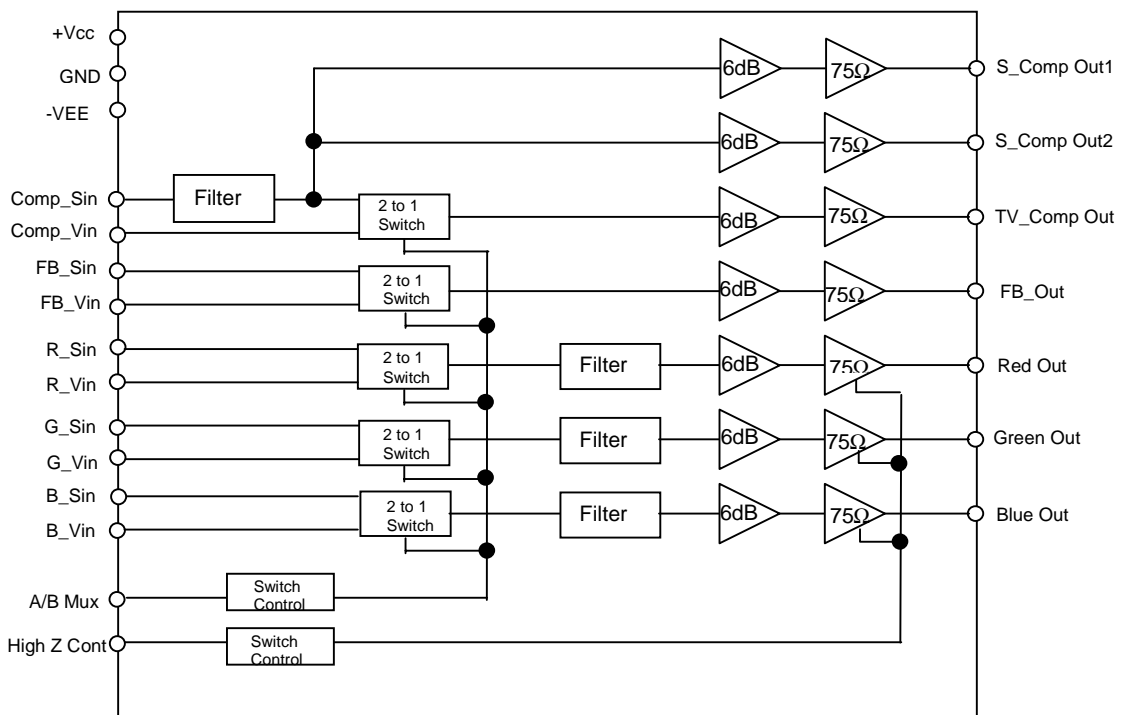 +Vcc
GND
-VEE
6dB
75Ω
S_Comp Out1
6dB
75Ω
S_Comp Out2
Comp_Sin
Filter
Comp_Vin
2 to 1
Switch
6dB
75Ω
TV_Comp Out
FB_Sin
FB_Vin
2 to 1
Switch
6dB
75Ω
FB_Out
R_Sin
R_Vin
2 to 1
Switch
Filter
6dB
75Ω
Red Out
G_Sin
G_Vin
2 to 1
Switch
Filter
6dB
75Ω
Green Out
B_Sin
B_Vin
2 to 1
Switch
Filter
6dB
75Ω
Blue Out
A/B Mux
Switch
Control
High Z Cont
Switch
Control